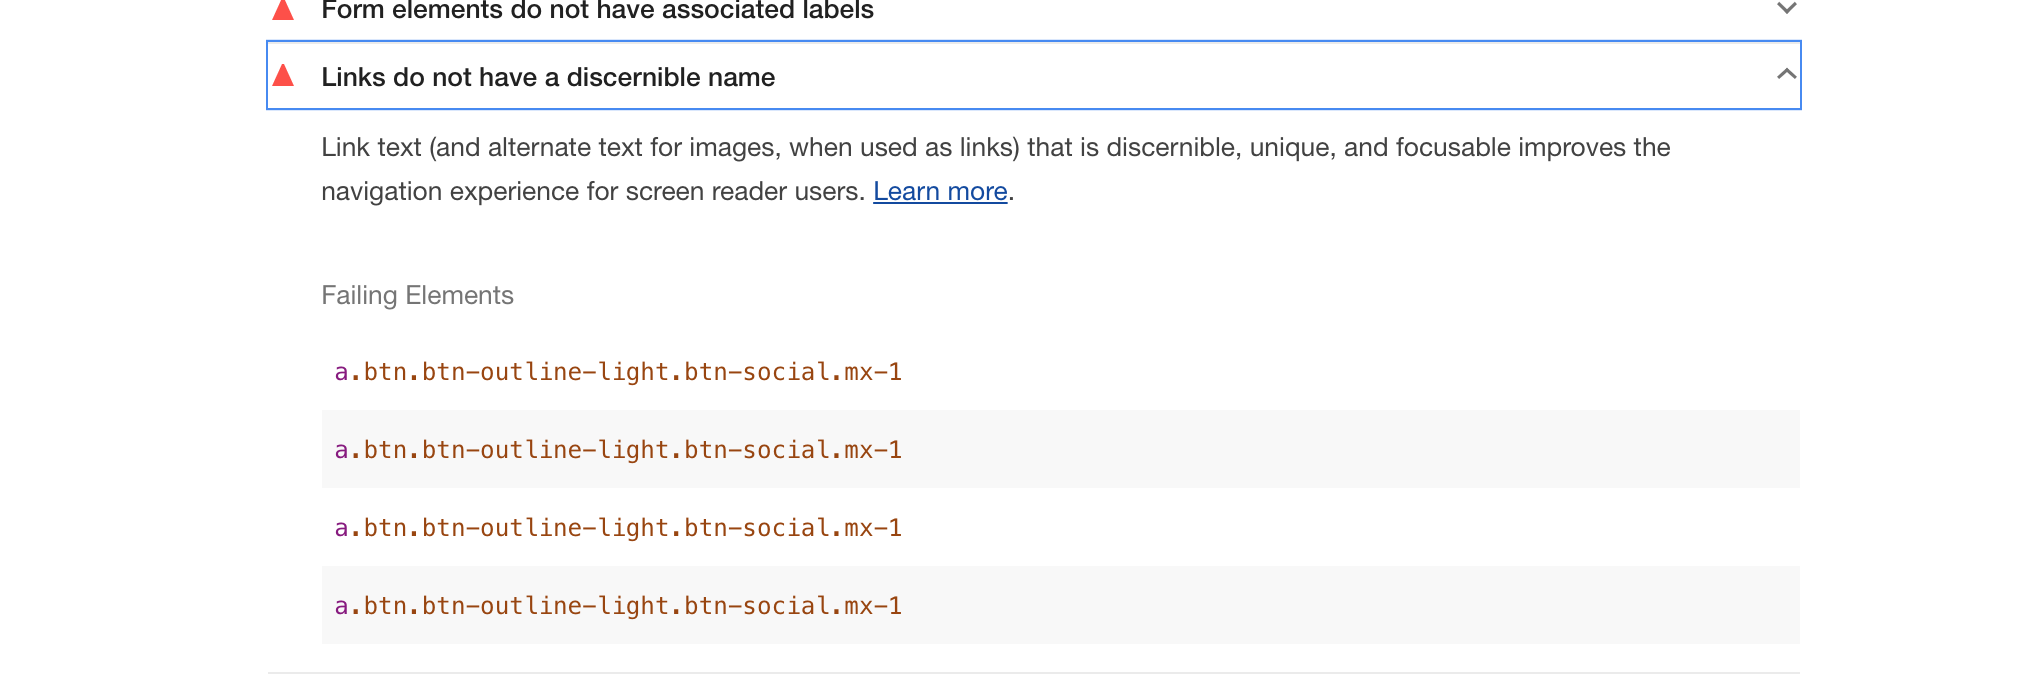 Form elements do not have associated labels
Links do not have a discernible name
Link text (and alternate text for images, when used as links) that is discernible, unique, and focusable improves the
navigation experience for screen reader users. Learn more.
Failing Elements
a.btn.btn-outline-light.btn-social.mx-1
a.btn.btn-outline-light.btn-social.mx-1
a.btn.btn-outline-light.btn-social.mx-1
a.btn.btn-outline-light.btn-social.mx-1